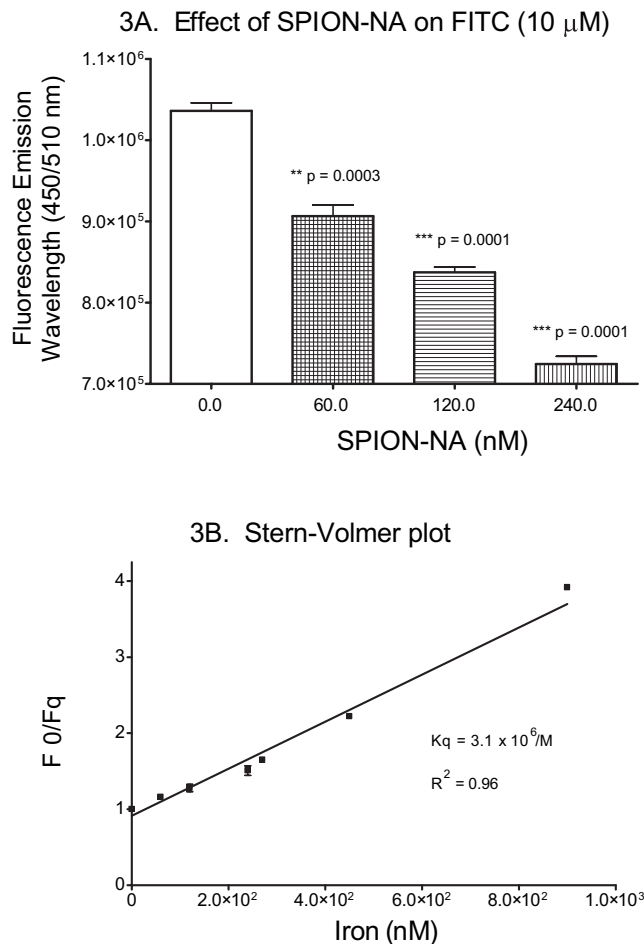 3A. Effect of SPION-NA on FITC (10 μM)
Fluorescence Emission
Wavelength (450/510 nm)
1.1×10⁶
1.0×10⁶
9.0×10⁵
8.0×10⁵
7.0×10⁵
** p = 0.0003
*** p = 0.0001
*** p = 0.0001
0.0
60.0
120.0
240.0
SPION-NA (nM)
3B. Stern-Volmer plot
F 0/Fq
4
3
2
1
0
Kq = 3.1 x 10⁶/M
R² = 0.96
0
2.0×10²
4.0×10²
6.0×10²
8.0×10²
1.0×10³
Iron (nM)